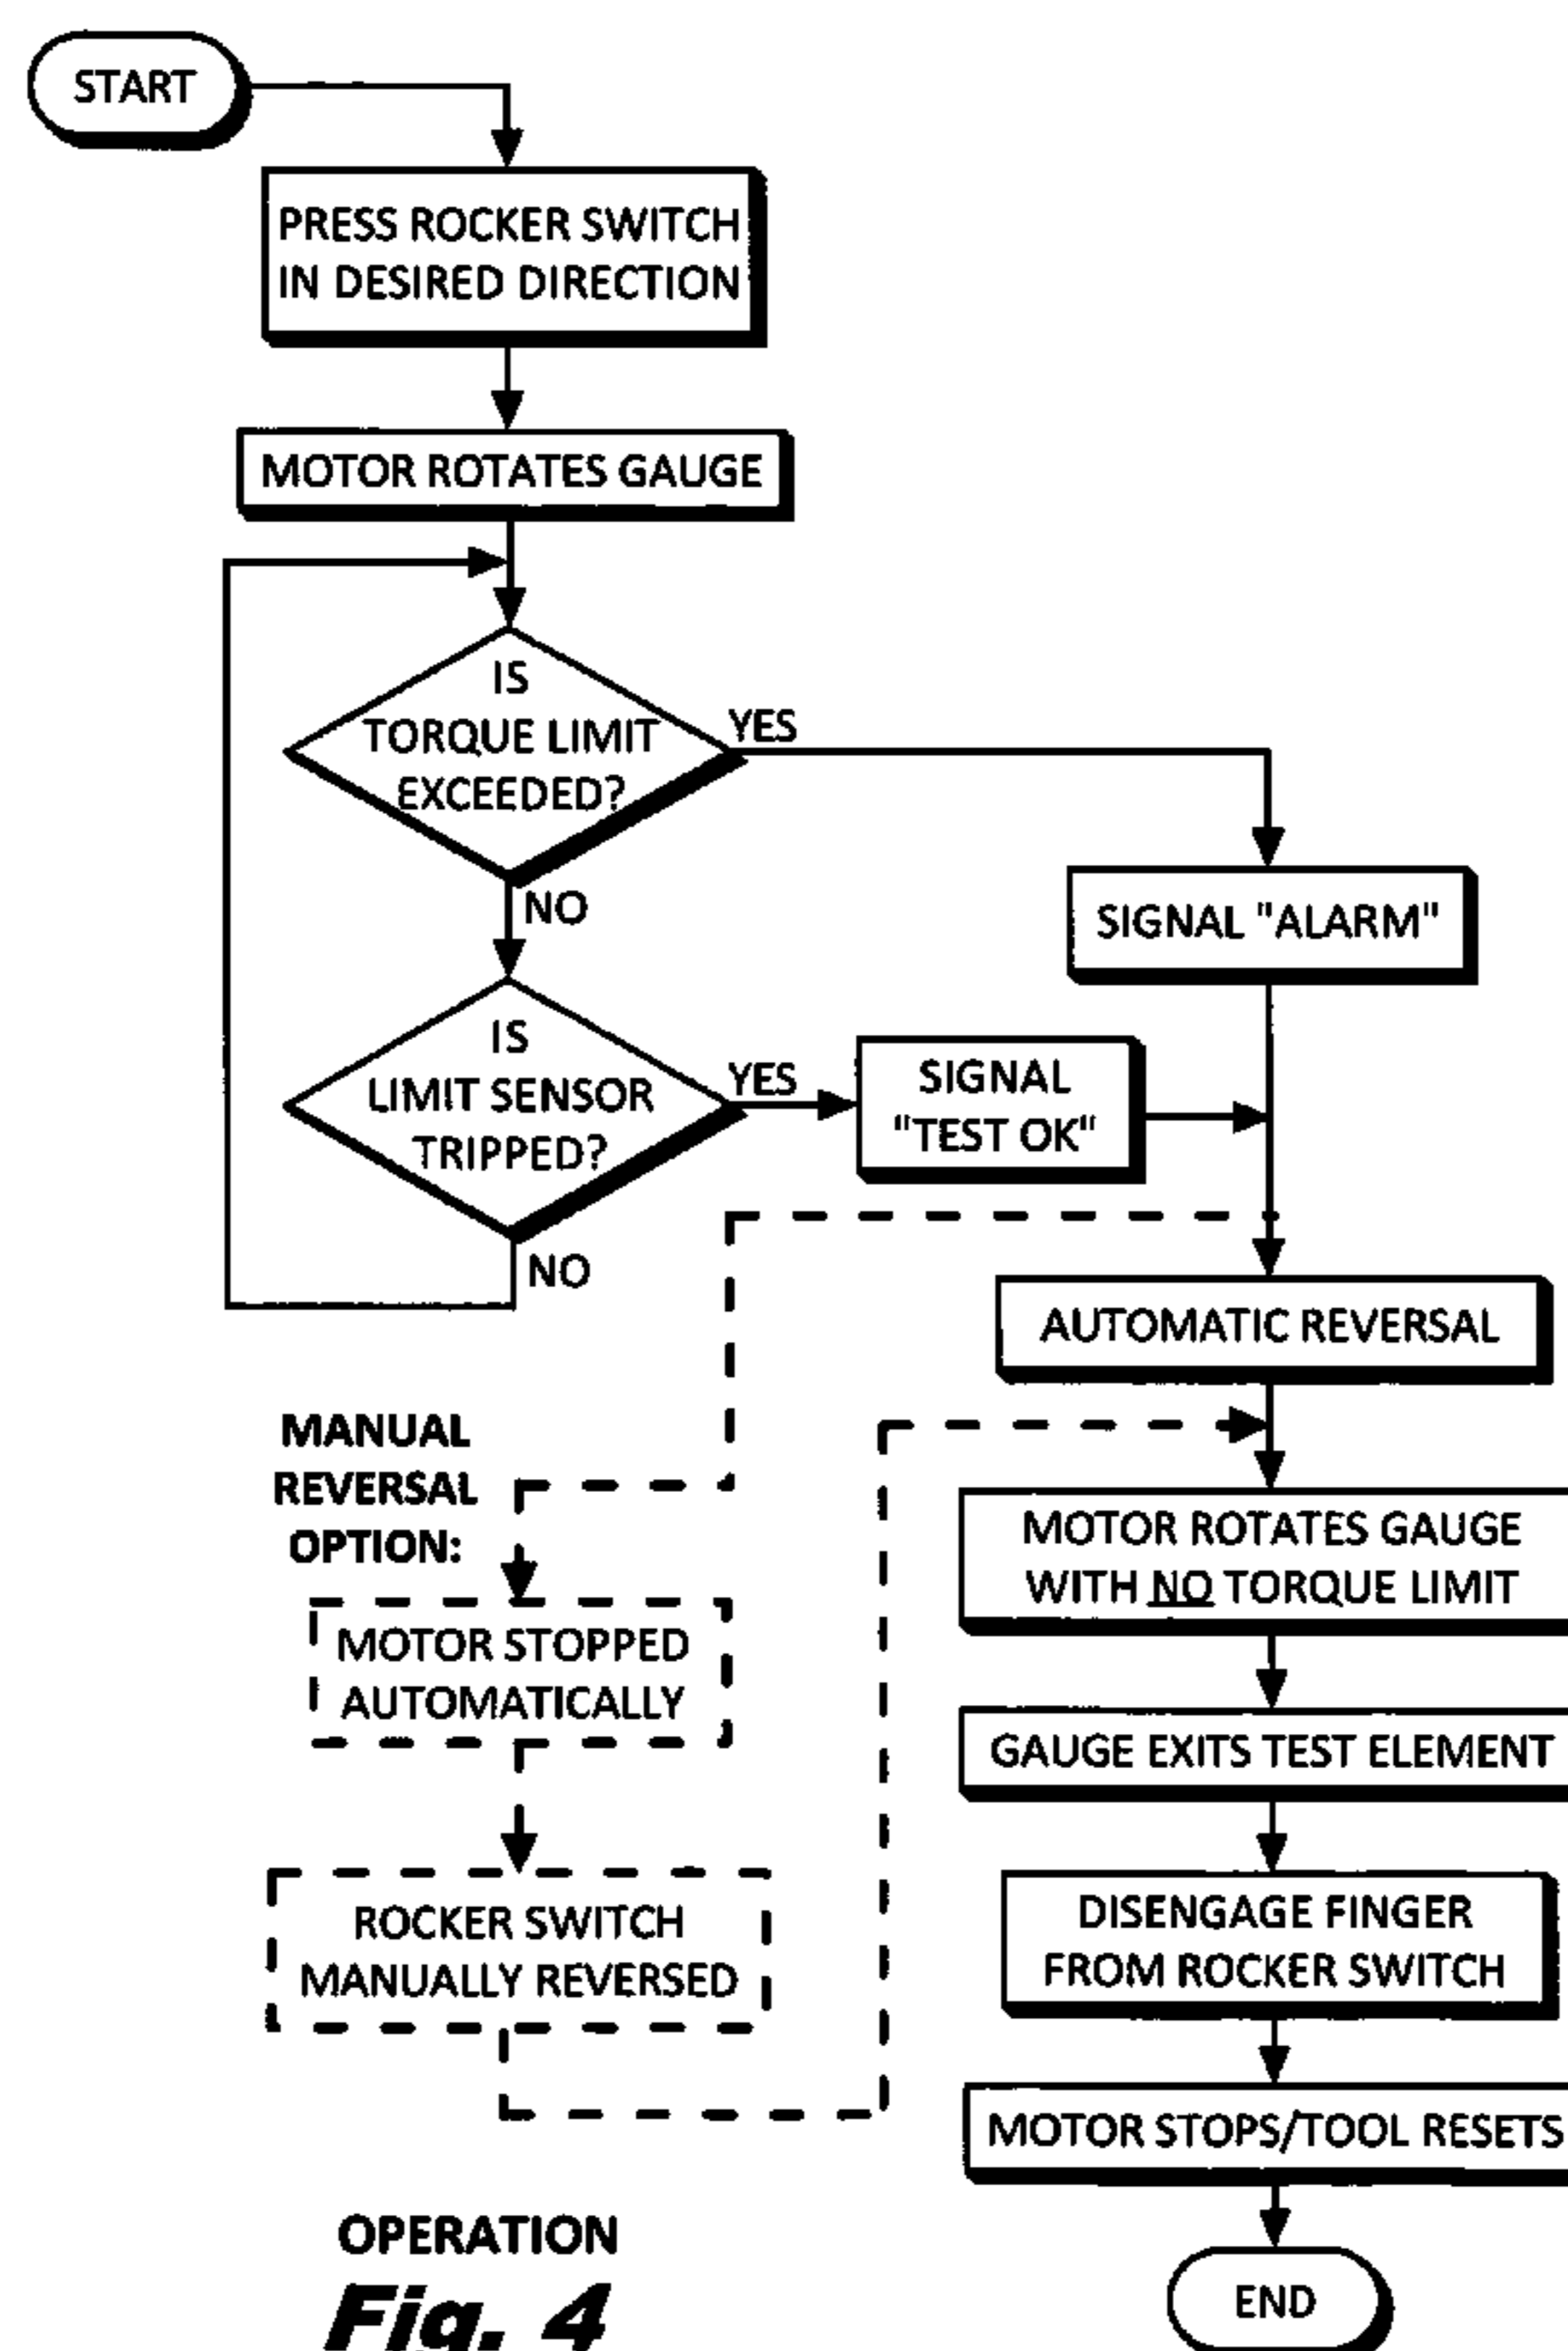 START
PRESS ROCKER SWITCH
IN DESIRED DIRECTION
MOTOR ROTATES GAUGE
IS
TORQUE LIMIT
EXCEEDED?
YES
NO
SIGNAL "ALARM"
IS
LIMIT SENSOR
TRIPPED?
YES
NO
SIGNAL
"TEST OK"
AUTOMATIC REVERSAL
MANUAL
REVERSAL
OPTION:
MOTOR STOPPED
AUTOMATICALLY
ROCKER SWITCH
MANUALLY REVERSED
MOTOR ROTATES GAUGE
WITH NO TORQUE LIMIT
GAUGE EXITS TEST ELEMENT
DISENGAGE FINGER
FROM ROCKER SWITCH
MOTOR STOPS/TOOL RESETS
END
OPERATION
Fig. 4